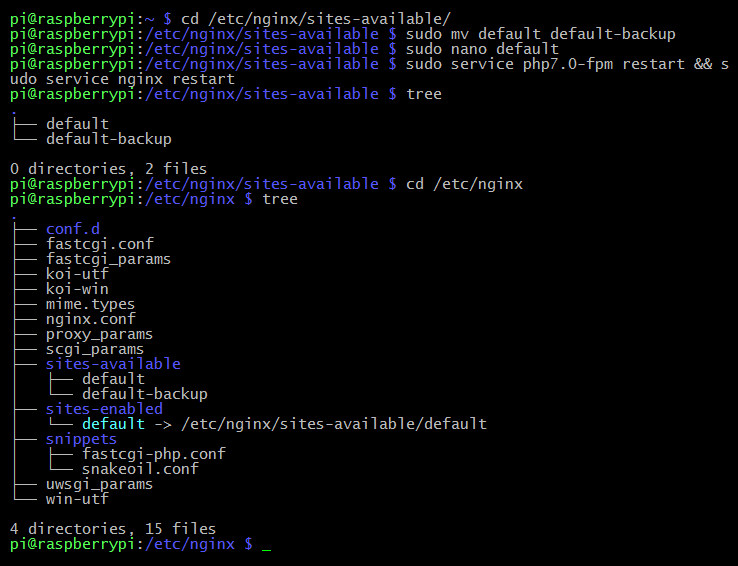 pi@raspberrypi:~ $ cd /etc/nginx/sites-available/
pi@raspberrypi:/etc/nginx/sites-available $ sudo mv default default-backup
pi@raspberrypi:/etc/nginx/sites-available $ sudo nano default
pi@raspberrypi:/etc/nginx/sites-available $ sudo service php7.0-fpm restart && s
udo service nginx restart
pi@raspberrypi:/etc/nginx/sites-available $ tree
.
├── default
└── default-backup

0 directories, 2 files
pi@raspberrypi:/etc/nginx/sites-available $ cd /etc/nginx
pi@raspberrypi:/etc/nginx $ tree
.
├── conf.d
├── fastcgi.conf
├── fastcgi_params
├── koi-utf
├── koi-win
├── mime.types
├── nginx.conf
├── proxy_params
├── scgi_params
├── sites-available
│   ├── default
│   └── default-backup
├── sites-enabled
│   └── default -> /etc/nginx/sites-available/default
├── snippets
│   ├── fastcgi-php.conf
│   └── snakeoil.conf
├── uwsgi_params
└── win-utf

4 directories, 15 files
pi@raspberrypi:/etc/nginx $ _